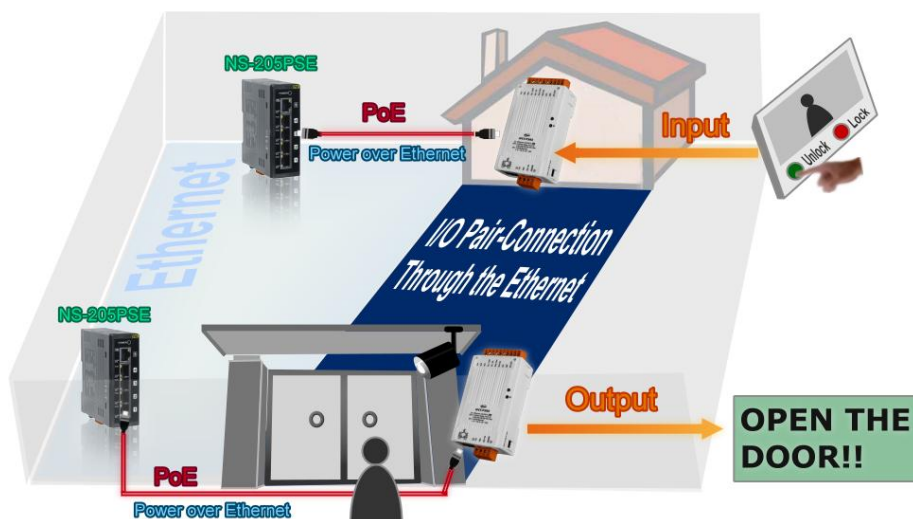 NS-205PSE
PoE
Power over Ethernet
Input
Unlock
Lock
Ethernet
I/O Pair-Connection
Through the Ethernet
NS-205PSE
Output
OPEN THE
DOOR!!
PoE
Power over Ethernet